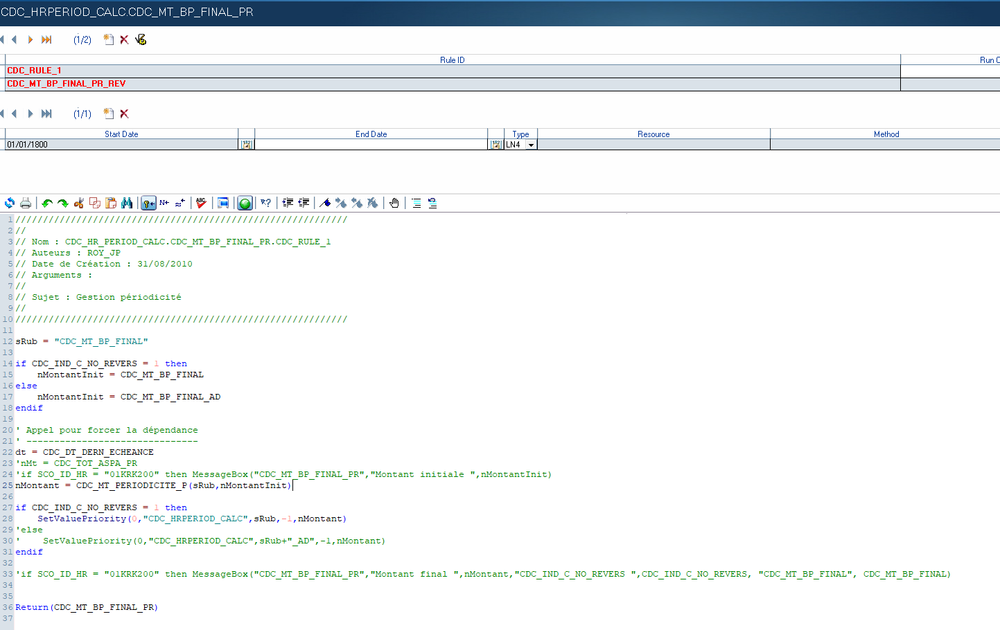 CDC_HRPERIOD_CALC.CDC_MT_BP_FINAL_PR
(1/2)
Rule ID
Run C
CDC_RULE_1
CDC_MT_BP_FINAL_PR_REV
(1/1)
Start Date End Date Type Resource Method
01/01/1800 LN4
1 ////////////////////////////////////////////////////////////
2 //
3 // Nom : CDC_HR_PERIOD_CALC.CDC_MT_BP_FINAL_PR.CDC_RULE_1
4 // Auteurs : ROY_JP
5 // Date de Création : 31/08/2010
6 // Arguments :
7 //
8 // Sujet : Gestion périodicité
9 //
10 ////////////////////////////////////////////////////////////
11
12 sRub = "CDC_MT_BP_FINAL"
13
14 if CDC_IND_C_NO_REVERS = 1 then
15     nMontantInit = CDC_MT_BP_FINAL
16 else
17     nMontantInit = CDC_MT_BP_FINAL_AD
18 endif
19
20 ' Appel pour forcer la dépendance
21 ' -------------------------------
22 dt = CDC_DT_DERN_ECHEANCE
23 'nMt = CDC_TOT_ASPA_PR
24 'if SCO_ID_HR = "01KRK200" then MessageBox("CDC_MT_BP_FINAL_PR","Montant initiale ",nMontantInit)
25 nMontant = CDC_MT_PERIODICITE_P(sRub,nMontantInit)
26
27 if CDC_IND_C_NO_REVERS = 1 then
28     SetValuePriority(0,"CDC_HRPERIOD_CALC",sRub,-1,nMontant)
29 'else
30 '    SetValuePriority(0,"CDC_HRPERIOD_CALC",sRub+"_AD",-1,nMontant)
31 endif
32
33 'if SCO_ID_HR = "01KRK200" then MessageBox("CDC_MT_BP_FINAL_PR","Montant final ",nMontant,"CDC_IND_C_NO_REVERS ",CDC_IND_C_NO_REVERS, "CDC_MT_BP_FINAL", CDC_MT_BP_FINAL)
34
35
36 Return(CDC_MT_BP_FINAL_PR)
37